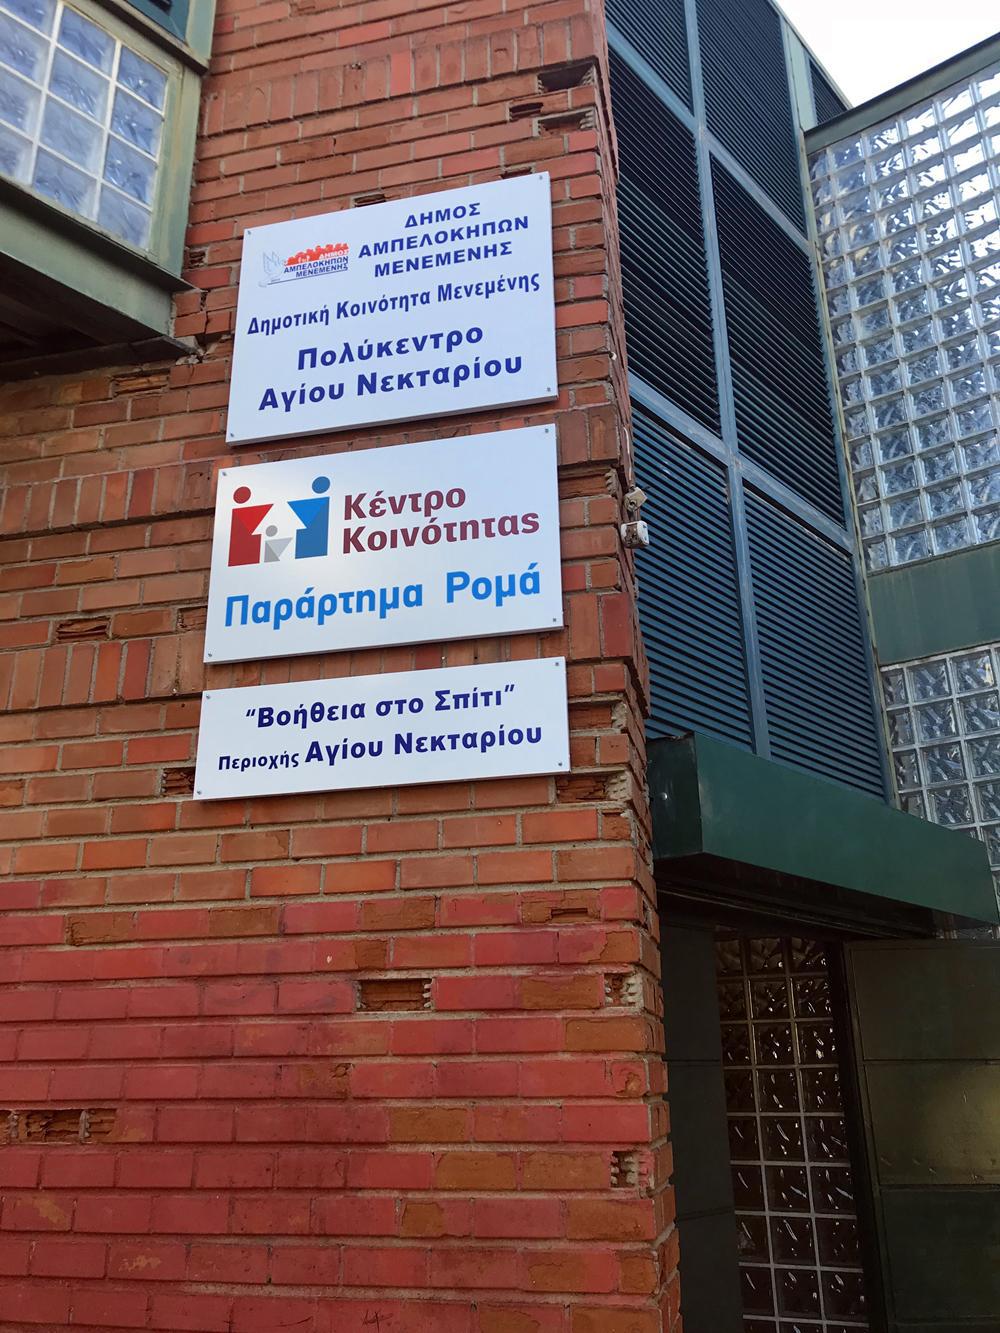 ΔΗΜΟΣ
ΑΜΠΕΛΟΚΗΠΩΝ
ΜΕΝΕΜΕΝΗΣ
ΔΗΜΟΣ
ΑΜΠΕΛΟΚΗΠΩΝ
ΜΕΝΕΜΕΝΗΣ
Δημοτική Κοινότητα Μενεμένης
Πολύκεντρο
Αγίου Νεκταρίου
Κέντρο
Κοινότητας
Παράρτημα Ρομά
“Βοήθεια στο Σπίτι”
Περιοχής Αγίου Νεκταρίου